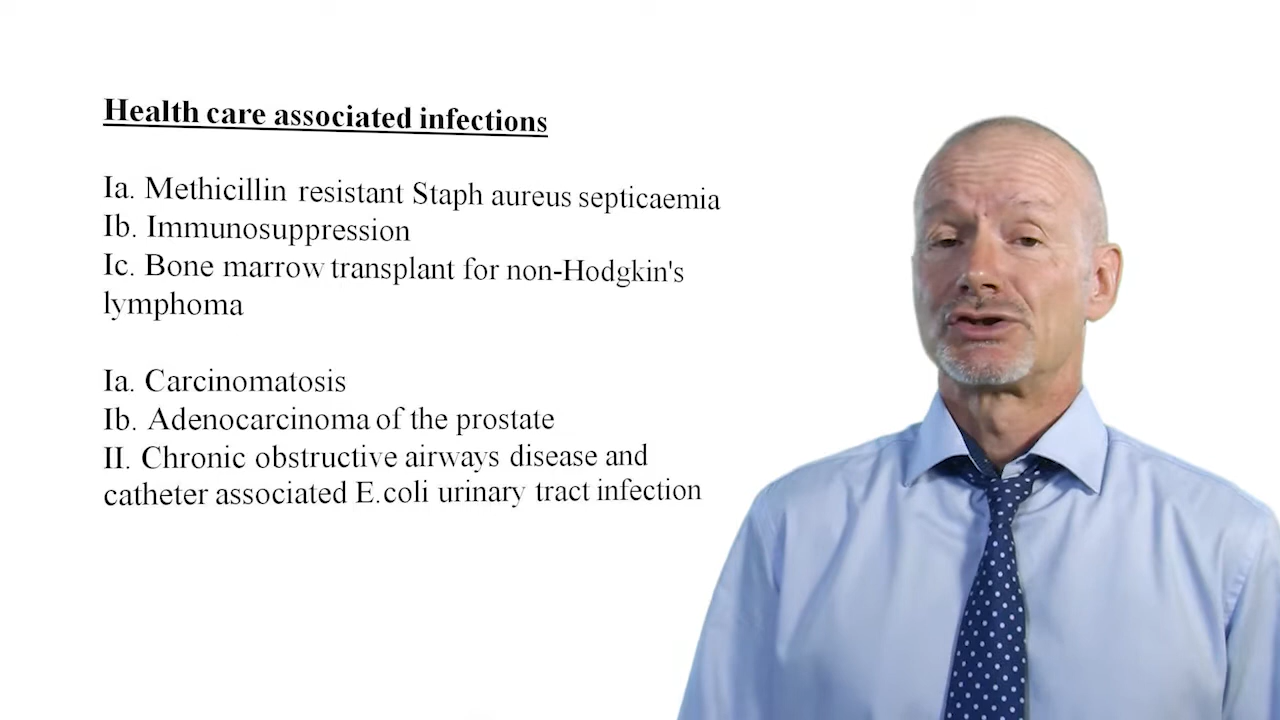 Health care associated infections
Ia. Methicillin resistant Staph aureus septicaemia
Ib. Immunosuppression
Ic. Bone marrow transplant for non-Hodgkin's
lymphoma
Ia. Carcinomatosis
Ib. Adenocarcinoma of the prostate
II. Chronic obstructive airways disease and
catheter associated E.coli urinary tract infection